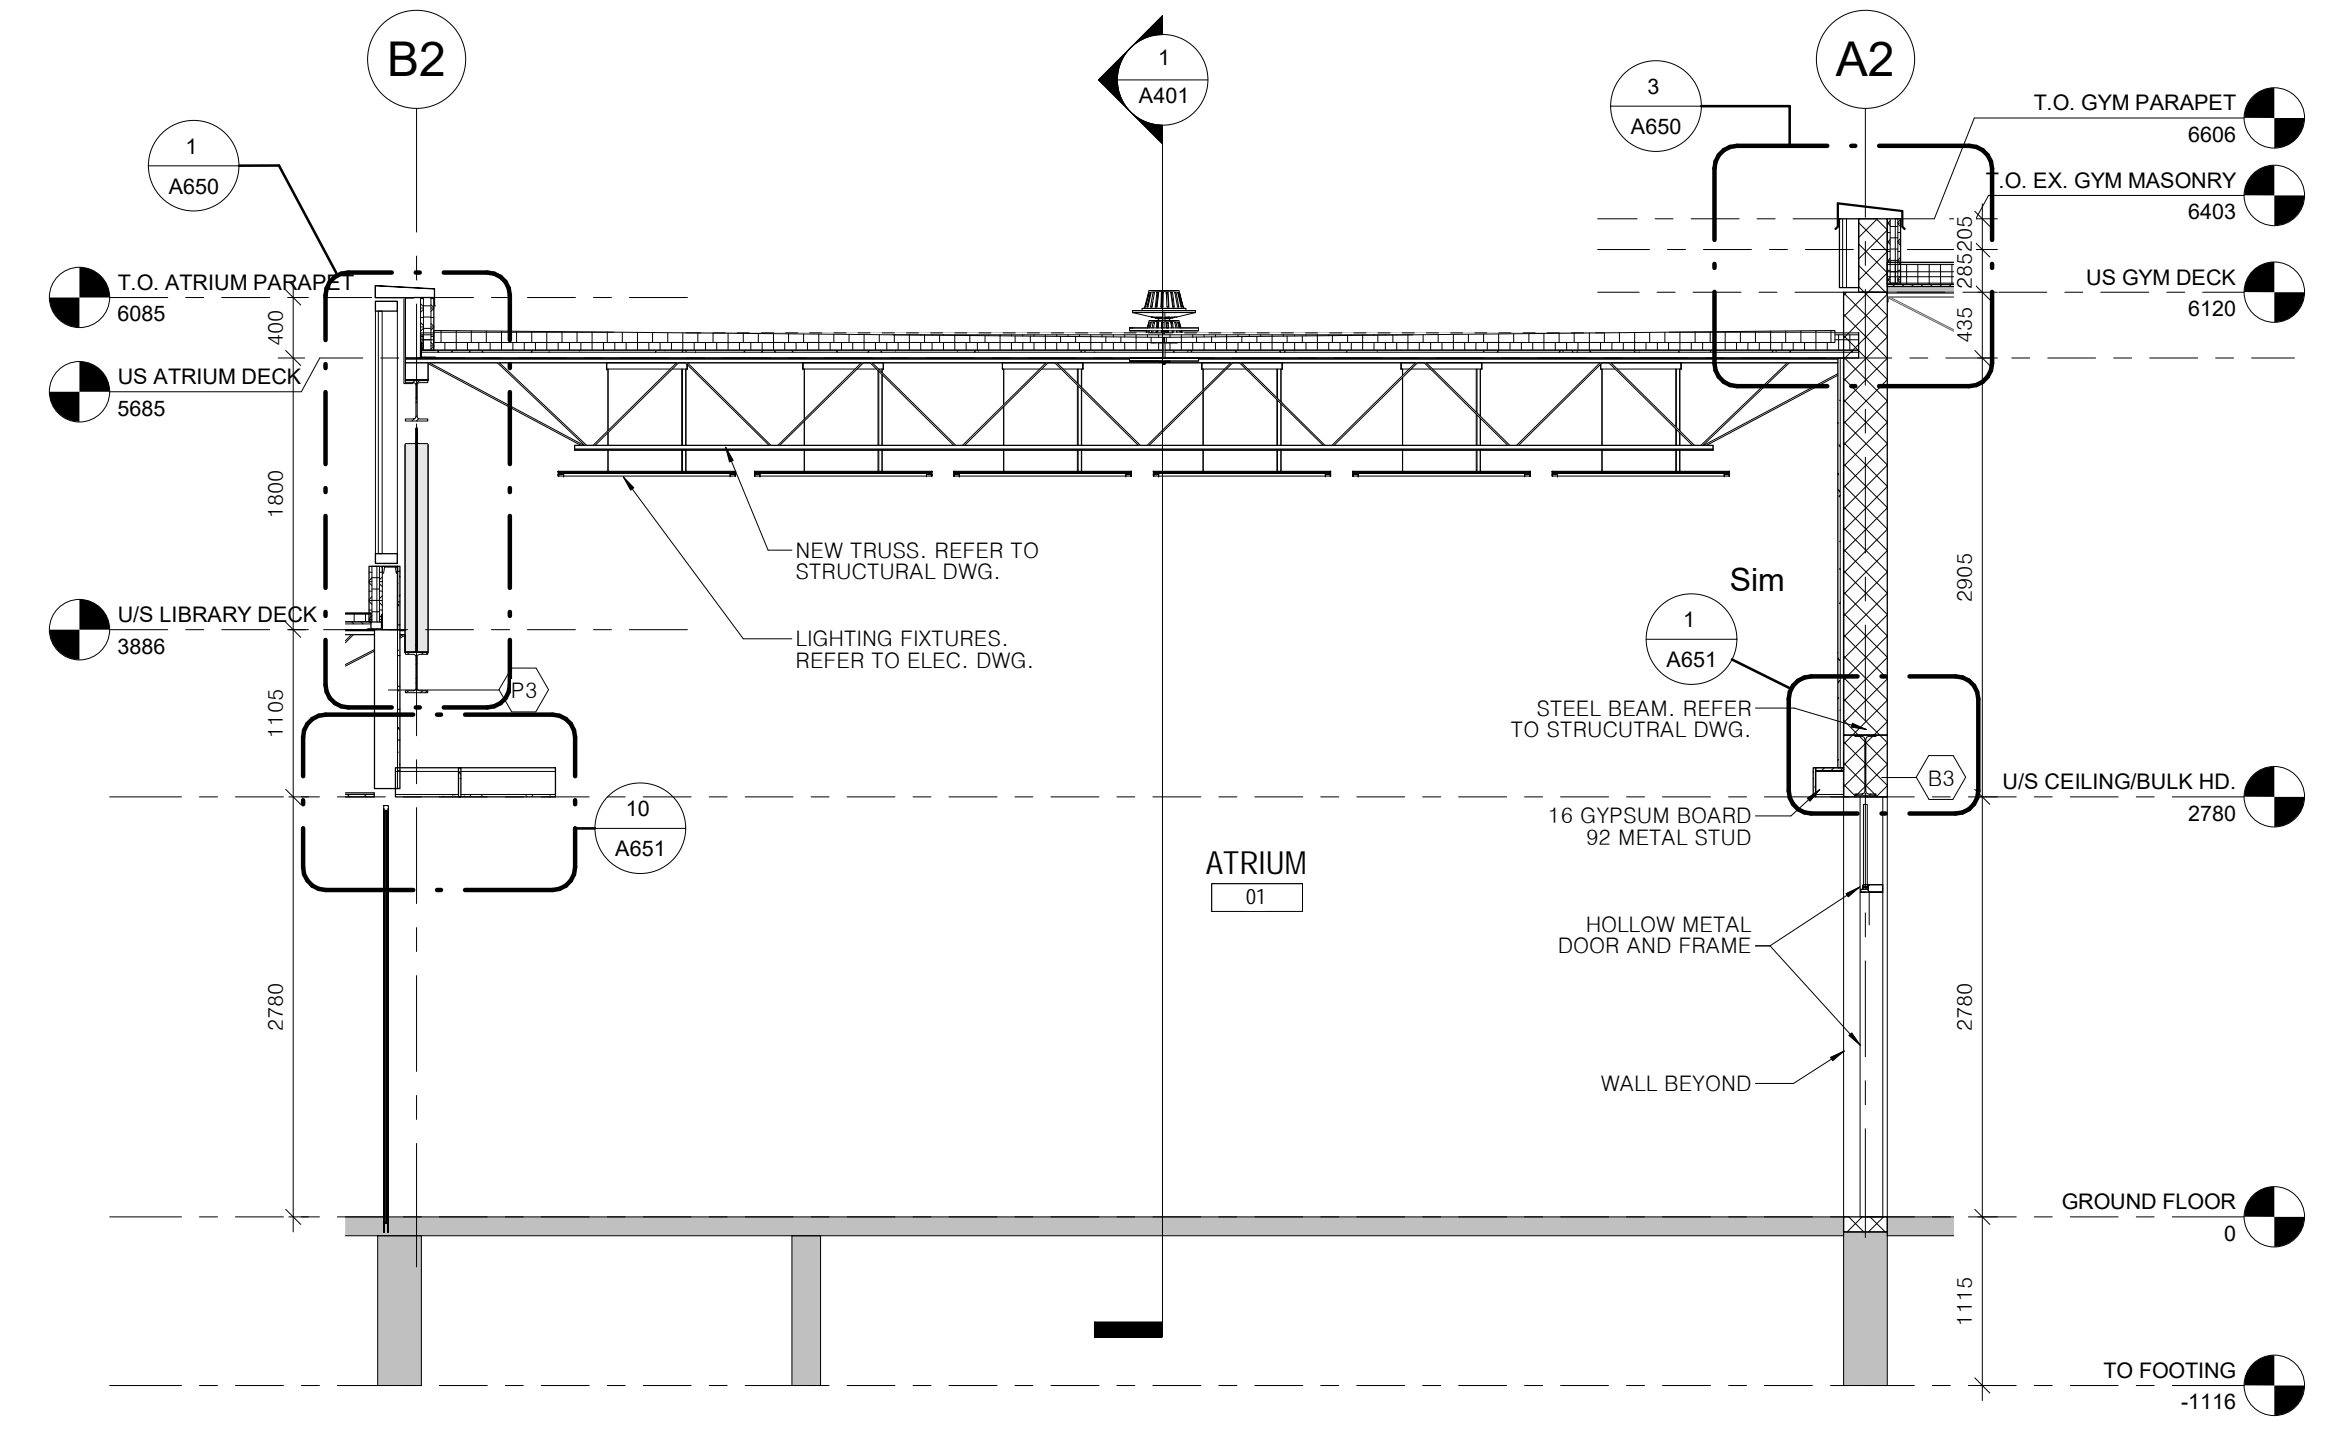 B2
A2
1
A401
3
A650
1
A650
T.O. GYM PARAPET
6606
T.O. EX. GYM MASONRY
6403
US GYM DECK
6120
T.O. ATRIUM PARAPET
6085
US ATRIUM DECK
5685
U/S LIBRARY DECK
3886
400
1800
1105
2780
205
285
435
2905
2780
1115
NEW TRUSS. REFER TO
STRUCTURAL DWG.
LIGHTING FIXTURES.
REFER TO ELEC. DWG.
P3
10
A651
Sim
1
A651
STEEL BEAM. REFER
TO STRUCUTRAL DWG.
B3
U/S CEILING/BULK HD.
2780
16 GYPSUM BOARD
92 METAL STUD
ATRIUM
01
HOLLOW METAL
DOOR AND FRAME
WALL BEYOND
GROUND FLOOR
0
TO FOOTING
-1116